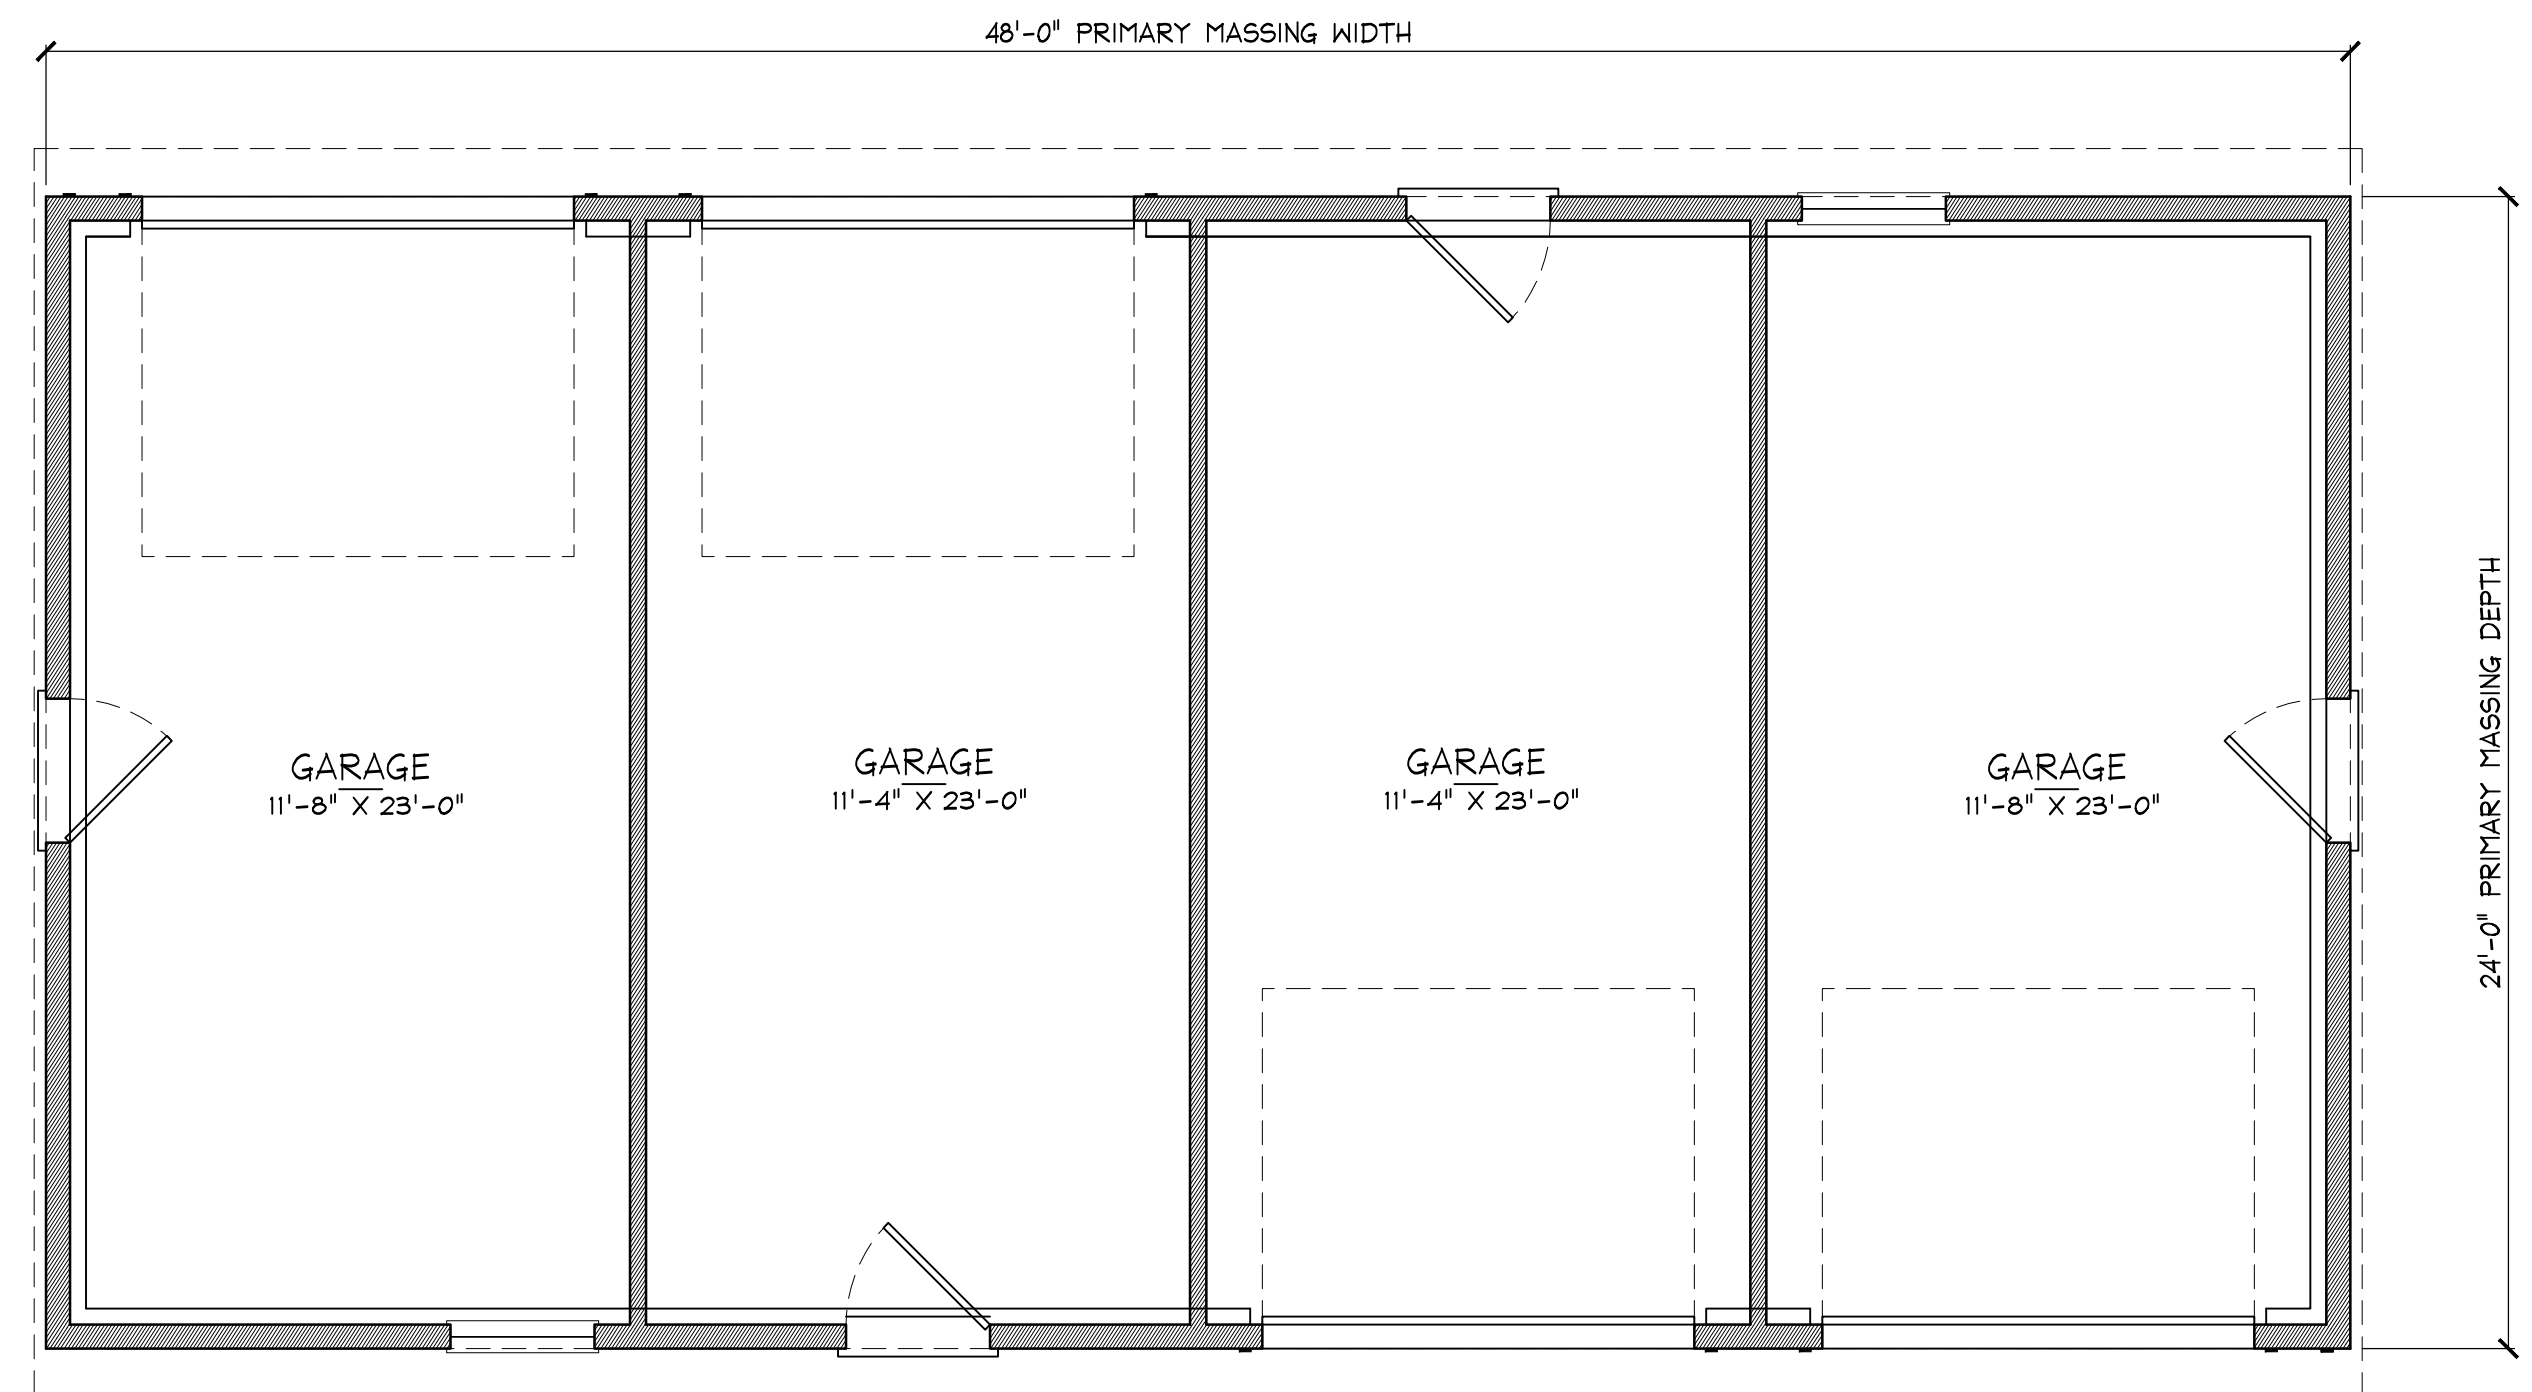 48'-0" PRIMARY MASSING WIDTH
GARAGE
11'-8" X 23'-0"
GARAGE
11'-4" X 23'-0"
GARAGE
11'-4" X 23'-0"
GARAGE
11'-8" X 23'-0"
24'-0" PRIMARY MASSING DEPTH